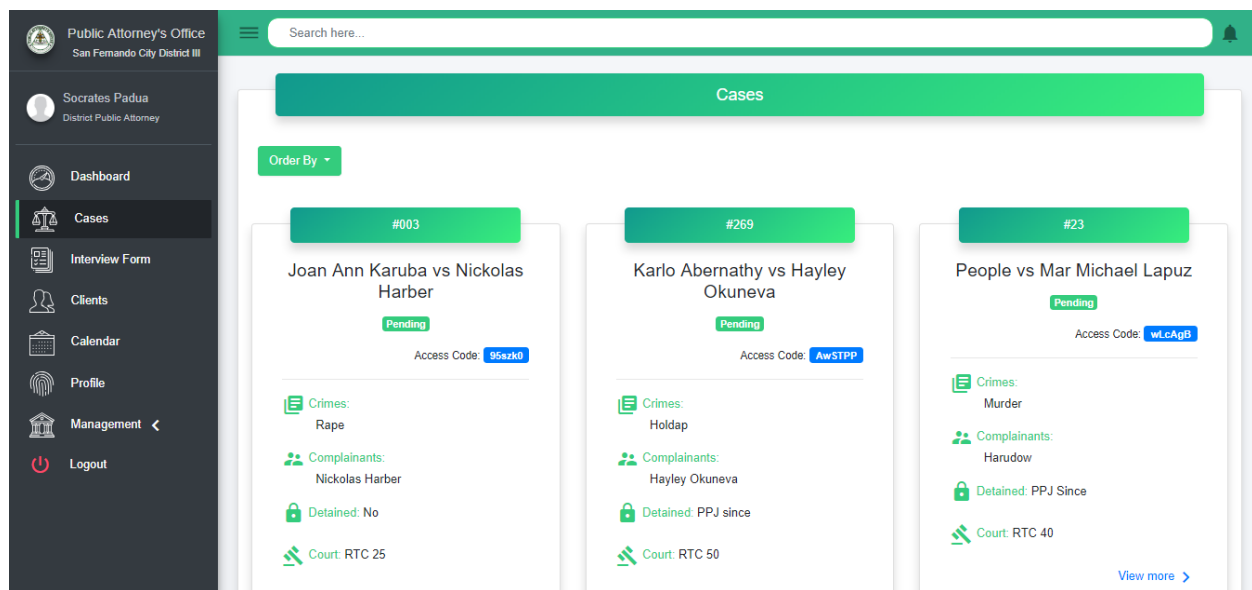 Public Attorney's Office
San Fernando City District III
Search here...
Socrates Padua
District Public Attorney
Dashboard
Cases
Interview Form
Clients
Calendar
Profile
Management
Logout
Cases
Order By
#003
Joan Ann Karuba vs Nickolas
Harber
Pending
Access Code: 95szk0
Crimes:
Rape
Complainants:
Nickolas Harber
Detained: No
Court: RTC 25
#269
Karlo Abernathy vs Hayley
Okuneva
Pending
Access Code: AwSTPP
Crimes:
Holdap
Complainants:
Hayley Okuneva
Detained: PPJ since
Court: RTC 50
#23
People vs Mar Michael Lapuz
Pending
Access Code: wLcAgB
Crimes:
Murder
Complainants:
Harudow
Detained: PPJ Since
Court: RTC 40
View more